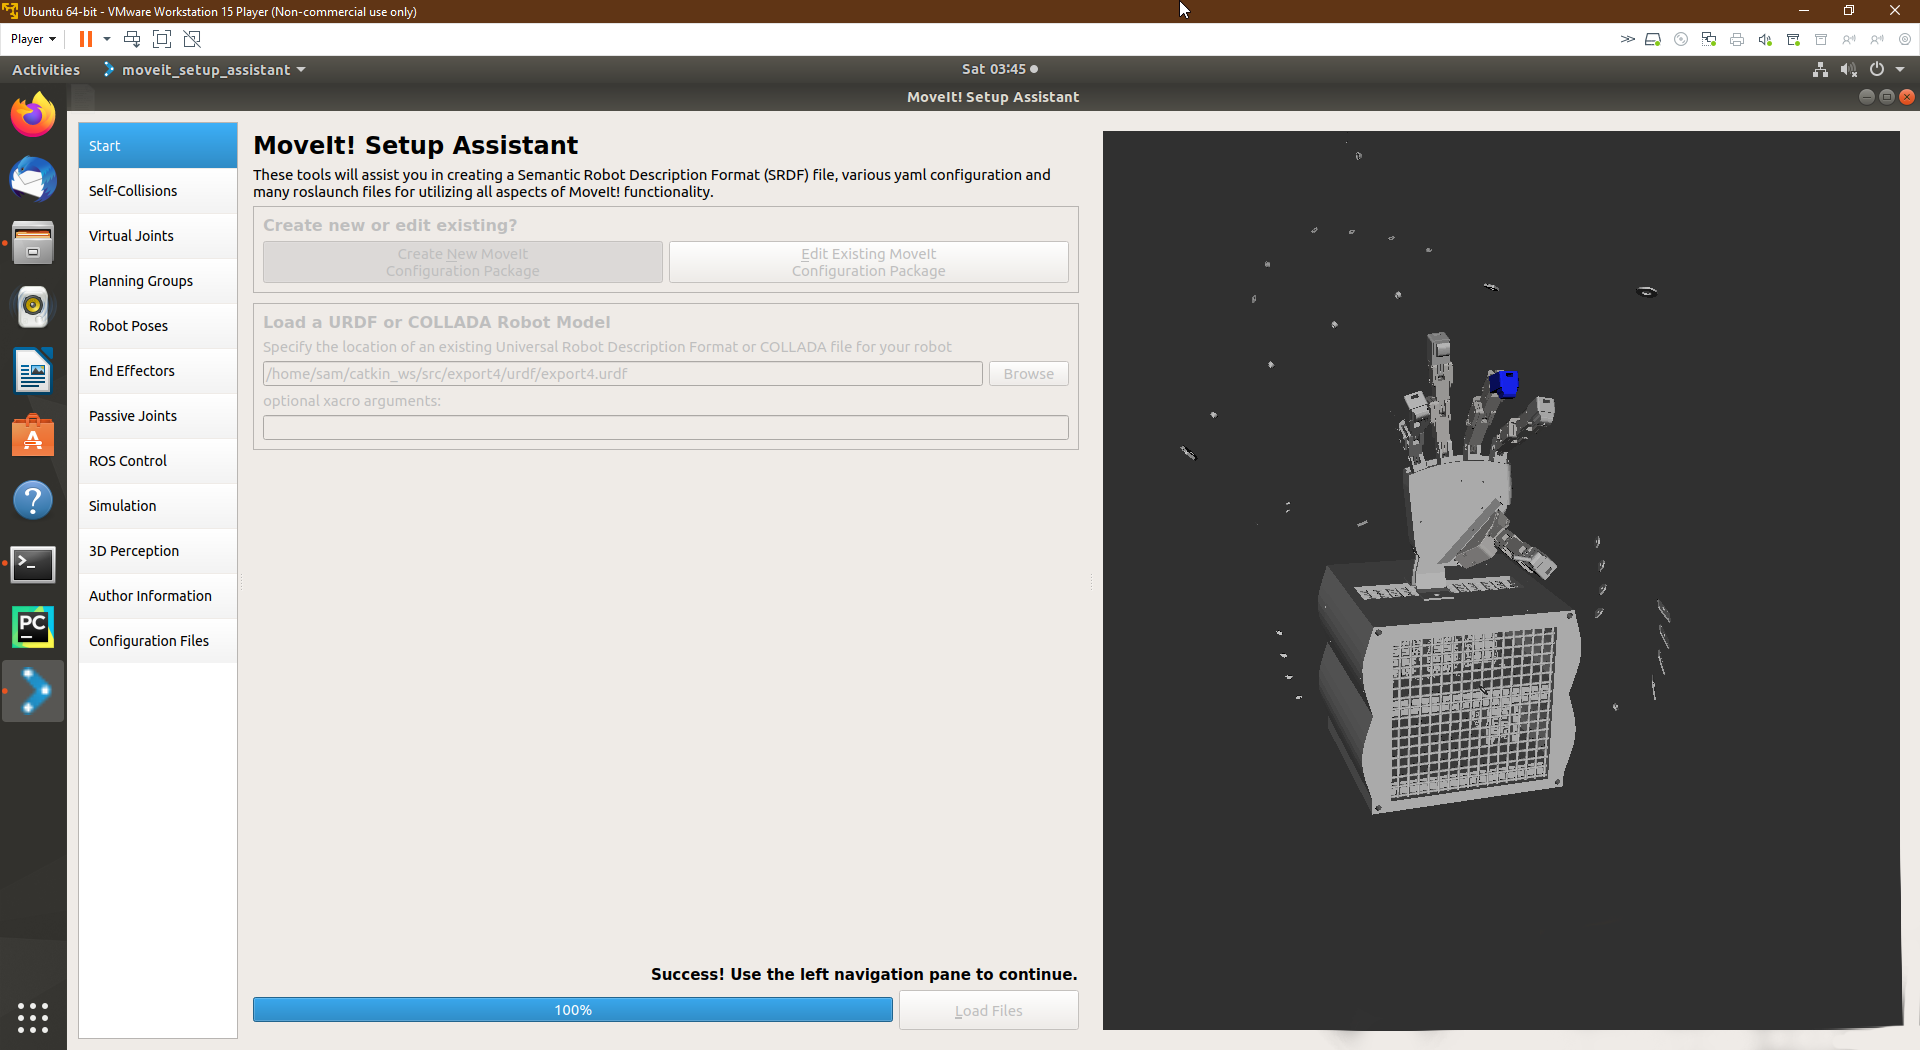 Ubuntu 64-bit - VMware Workstation 15 Player (Non-commercial use only)
Player
Activities
moveit_setup_assistant
Sat 03:45
MoveIt! Setup Assistant
Start
Self-Collisions
Virtual Joints
Planning Groups
Robot Poses
End Effectors
Passive Joints
ROS Control
Simulation
3D Perception
Author Information
Configuration Files
MoveIt! Setup Assistant
These tools will assist you in creating a Semantic Robot Description Format (SRDF) file, various yaml configuration and
many roslaunch files for utilizing all aspects of MoveIt! functionality.
Create new or edit existing?
Create New MoveIt
Configuration Package
Edit Existing MoveIt
Configuration Package
Load a URDF or COLLADA Robot Model
Specify the location of an existing Universal Robot Description Format or COLLADA file for your robot
/home/sam/catkin_ws/src/export4/urdf/export4.urdf
Browse
optional xacro arguments:
Success! Use the left navigation pane to continue.
100%
Load Files
PC